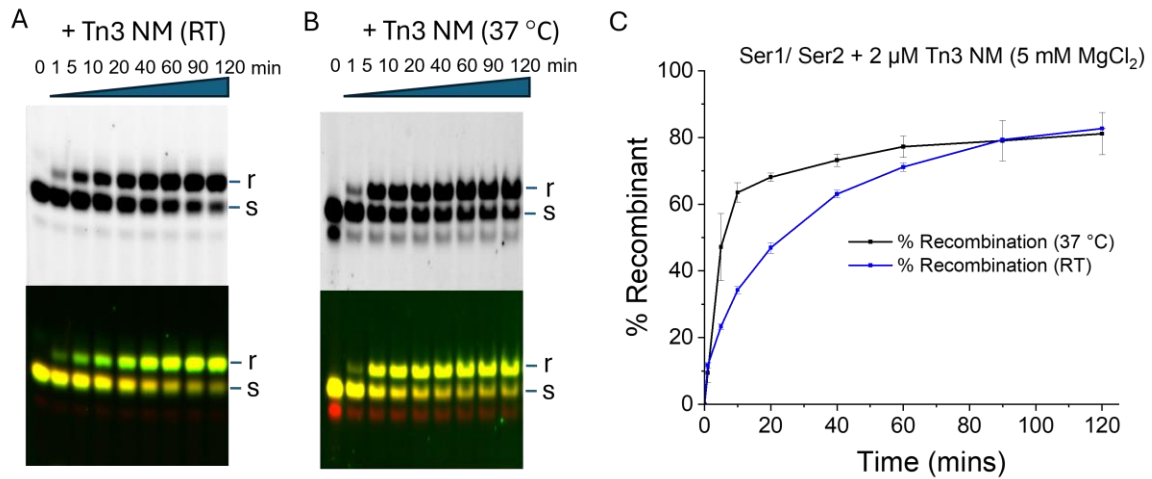 A
+ Tn3 NM (RT)
0 1 5 10 20 40 60 90 120 min
r
s
r
s
B
+ Tn3 NM (37 °C)
0 1 5 10 20 40 60 90 120 min
r
s
r
s
C
Ser1/ Ser2 + 2 µM Tn3 NM (5 mM MgCl₂)
% Recombinant
100
80
60
40
20
0
% Recombination (37 °C)
% Recombination (RT)
0 20 40 60 80 100 120
Time (mins)